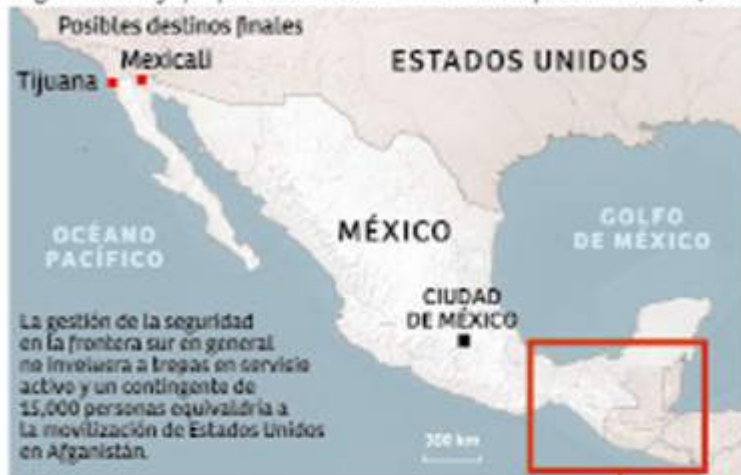 Posibles destinos finales
Mexicali
Tijuana
ESTADOS UNIDOS
MÉXICO
GOLFO
DE MÉXICO
OCÉANO
PACÍFICO
CIUDAD
DE MÉXICO
La gestión de la seguridad
en la frontera sur en general
no involucra a tropas en servicio
activo y un contingente de
15,000 personas equivaldría a
la movilización de Estados Unidos
en Afganistán.
300 km